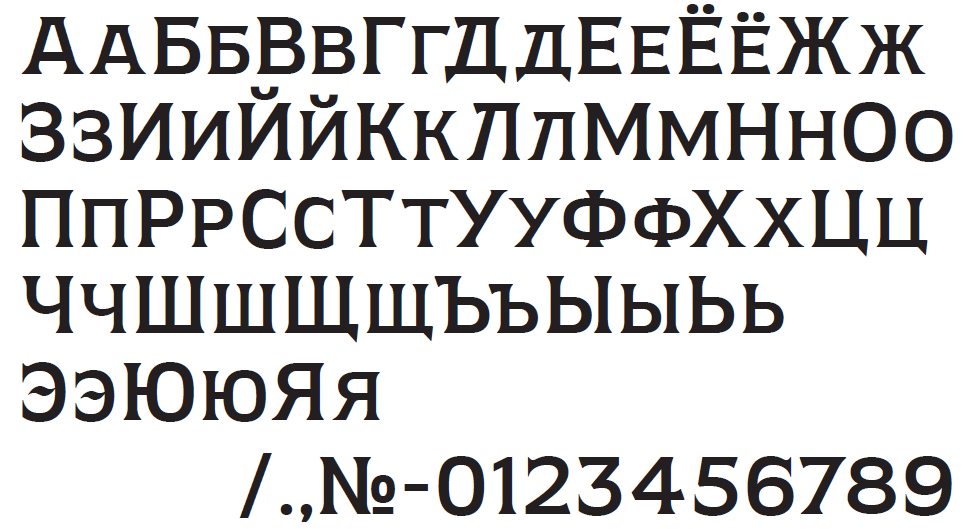 АаБбВвГгДдЕеЁёЖж
ЗзИиЙйКкЛлМмНнОо
ПпРрСсТтУуФфХхЦц
ЧчШшЩщЪъЫыЬь
ЭэЮюЯя
/.,№-0123456789